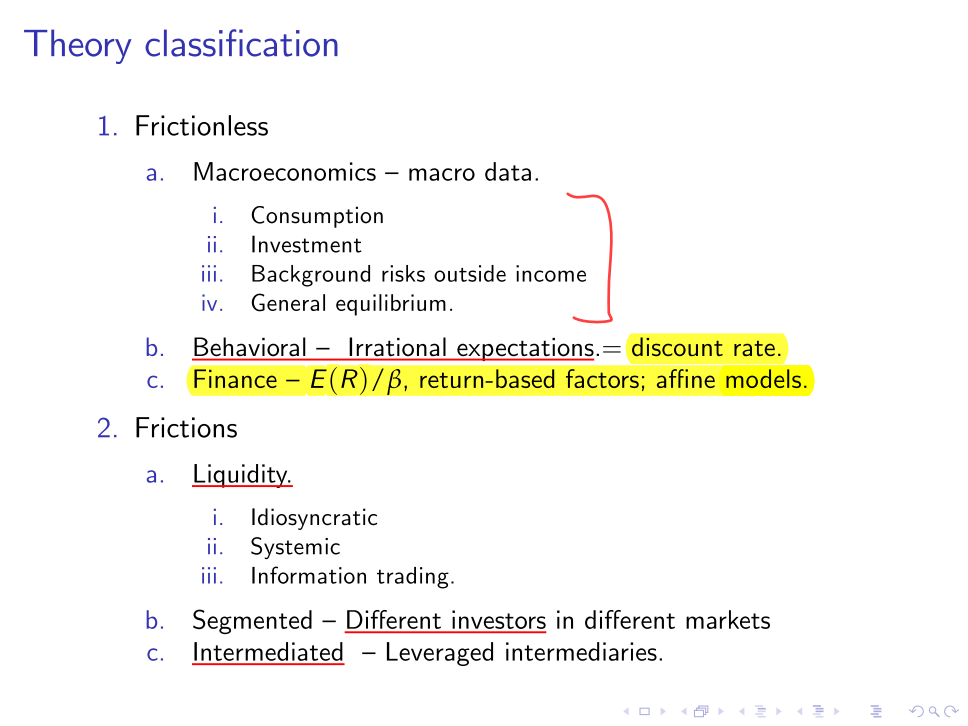 Theory classification
1. Frictionless
a. Macroeconomics – macro data.
i. Consumption
ii. Investment
iii. Background risks outside income
iv. General equilibrium.
b. Behavioral – Irrational expectations.= discount rate.
c. Finance – E(R)/β, return-based factors; affine models.
2. Frictions
a. Liquidity.
i. Idiosyncratic
ii. Systemic
iii. Information trading.
b. Segmented – Different investors in different markets
c. Intermediated – Leveraged intermediaries.